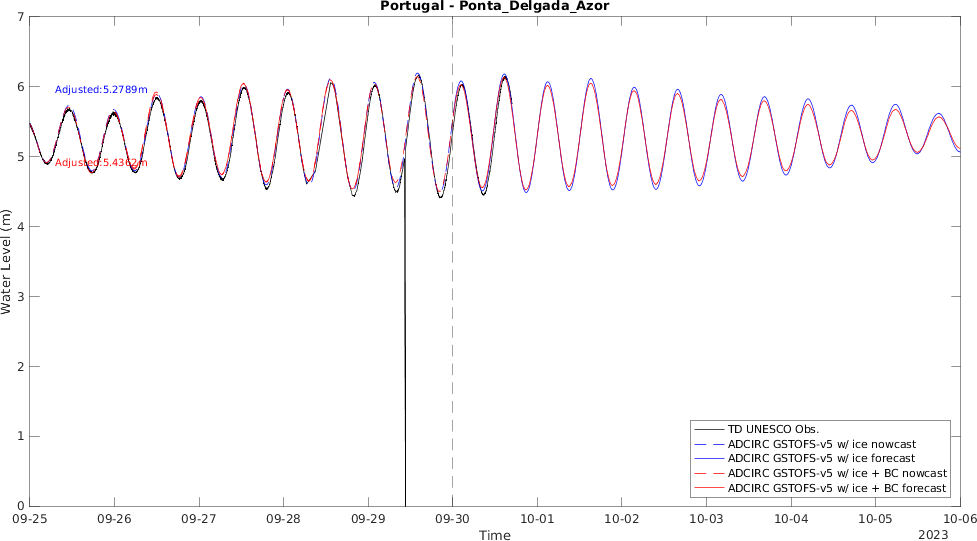 Portugal - Ponta_Delgada_Azor
7
6
5
4
3
2
1
0
Water Level (m)
Adjusted:5.2789m
Adjusted:5.4362m
TD UNESCO Obs.
ADCIRC GSTOFS-v5 w/ ice nowcast
ADCIRC GSTOFS-v5 w/ ice forecast
ADCIRC GSTOFS-v5 w/ ice + BC nowcast
ADCIRC GSTOFS-v5 w/ ice + BC forecast
09-25 09-26 09-27 09-28 09-29 09-30 10-01 10-02 10-03 10-04 10-05 10-06
Time
2023